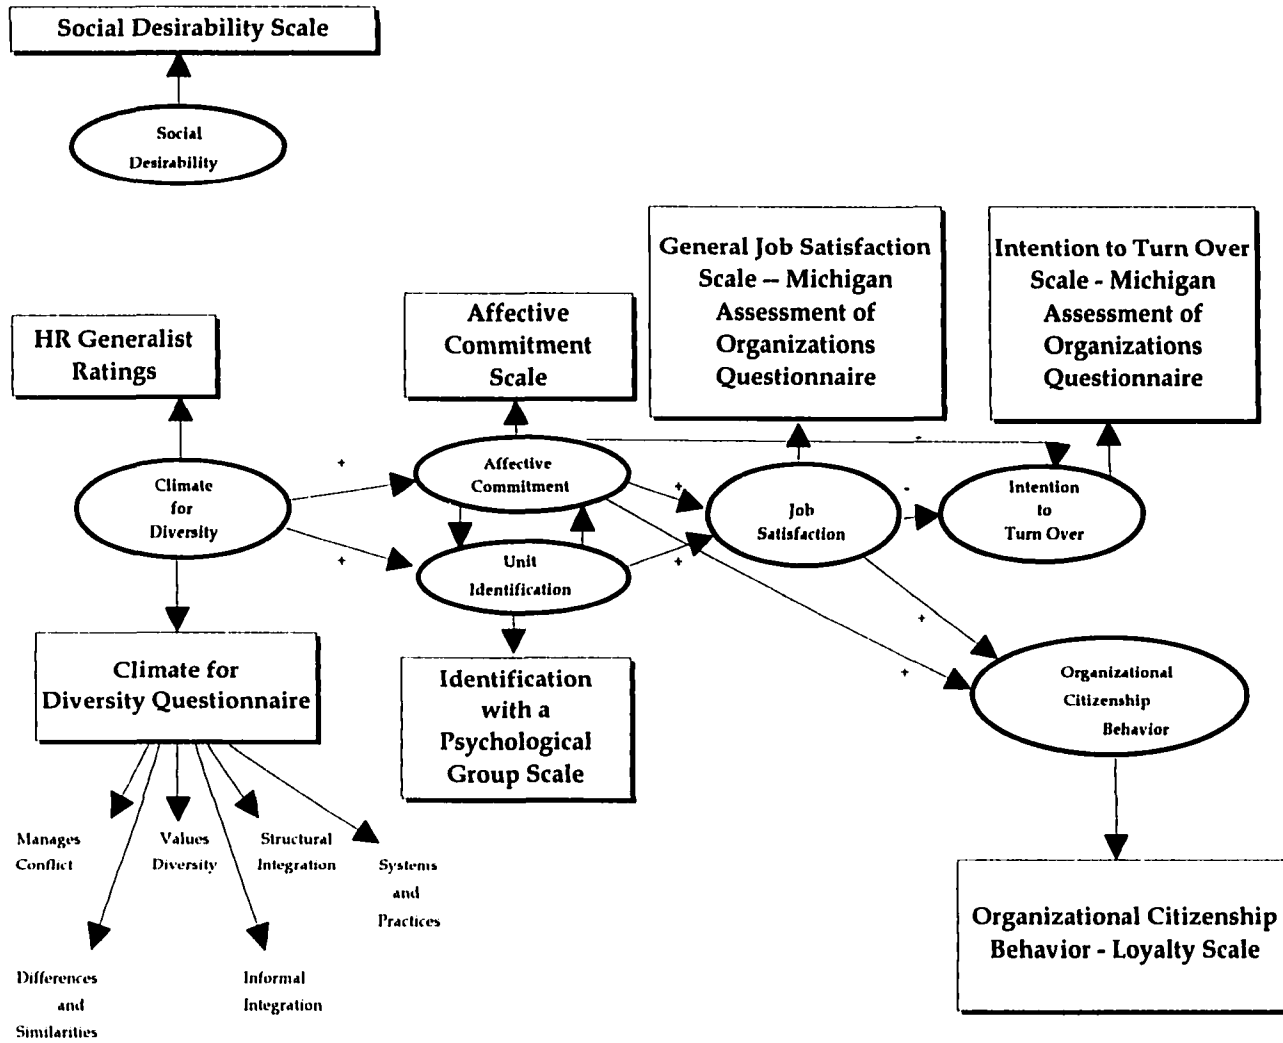 Social Desirability Scale
Social
Desirability
General Job Satisfaction
Scale -- Michigan
Assessment of
Organizations
Questionnaire
Intention to Turn Over
Scale - Michigan
Assessment of
Organizations
Questionnaire
Affective
Commitment
Scale
HR Generalist
Ratings
Climate
for
Diversity
+
+
Affective
Commitment
Unit
Identification
+
+
-
Job
Satisfaction
-
Intention
to
Turn Over
+
+
Organizational
Citizenship
Behavior
Climate for
Diversity Questionnaire
Identification
with a
Psychological
Group Scale
Manages
Conflict
Values
Diversity
Structural
Integration
Systems
and
Practices
Differences
and
Similarities
Informal
Integration
Organizational Citizenship
Behavior - Loyalty Scale